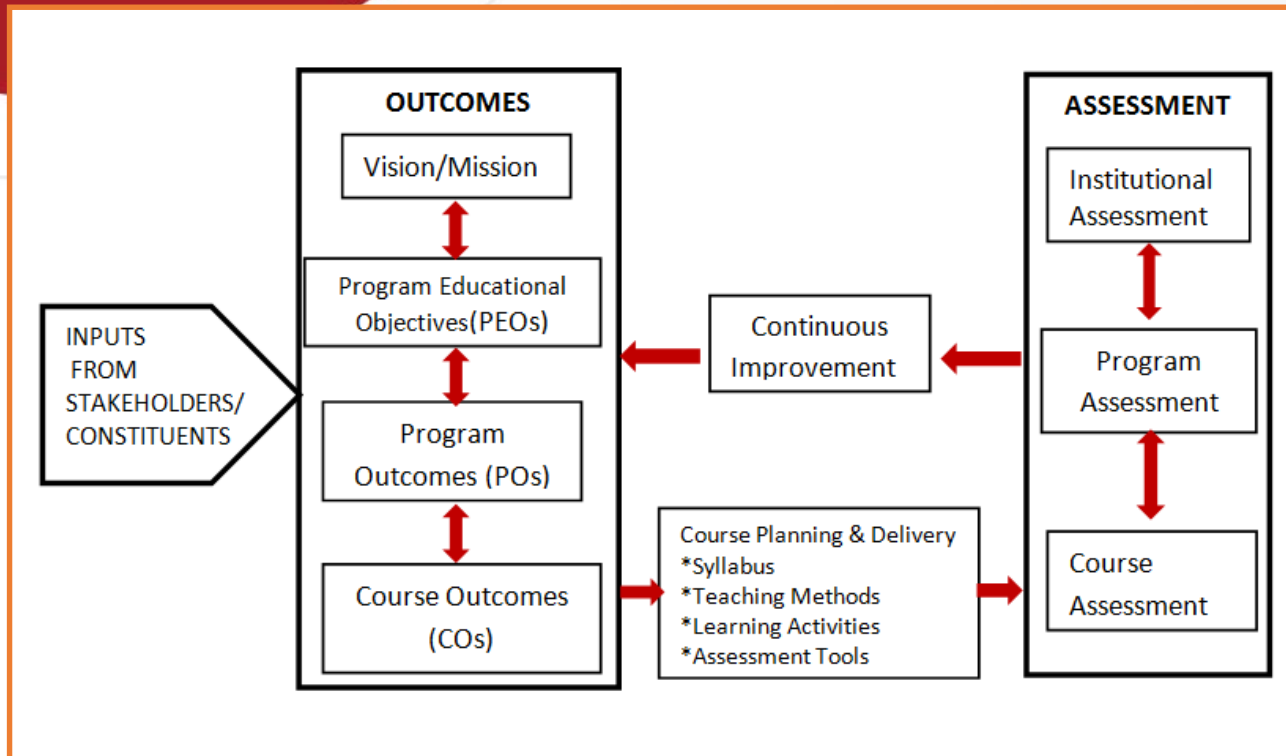 INPUTS
FROM
STAKEHOLDERS/
CONSTITUENTS
OUTCOMES
Vision/Mission
Program Educational
Objectives(PEOs)
Program
Outcomes (POs)
Course Outcomes
(COs)
Continuous
Improvement
Course Planning & Delivery
*Syllabus
*Teaching Methods
*Learning Activities
*Assessment Tools
ASSESSMENT
Institutional
Assessment
Program
Assessment
Course
Assessment